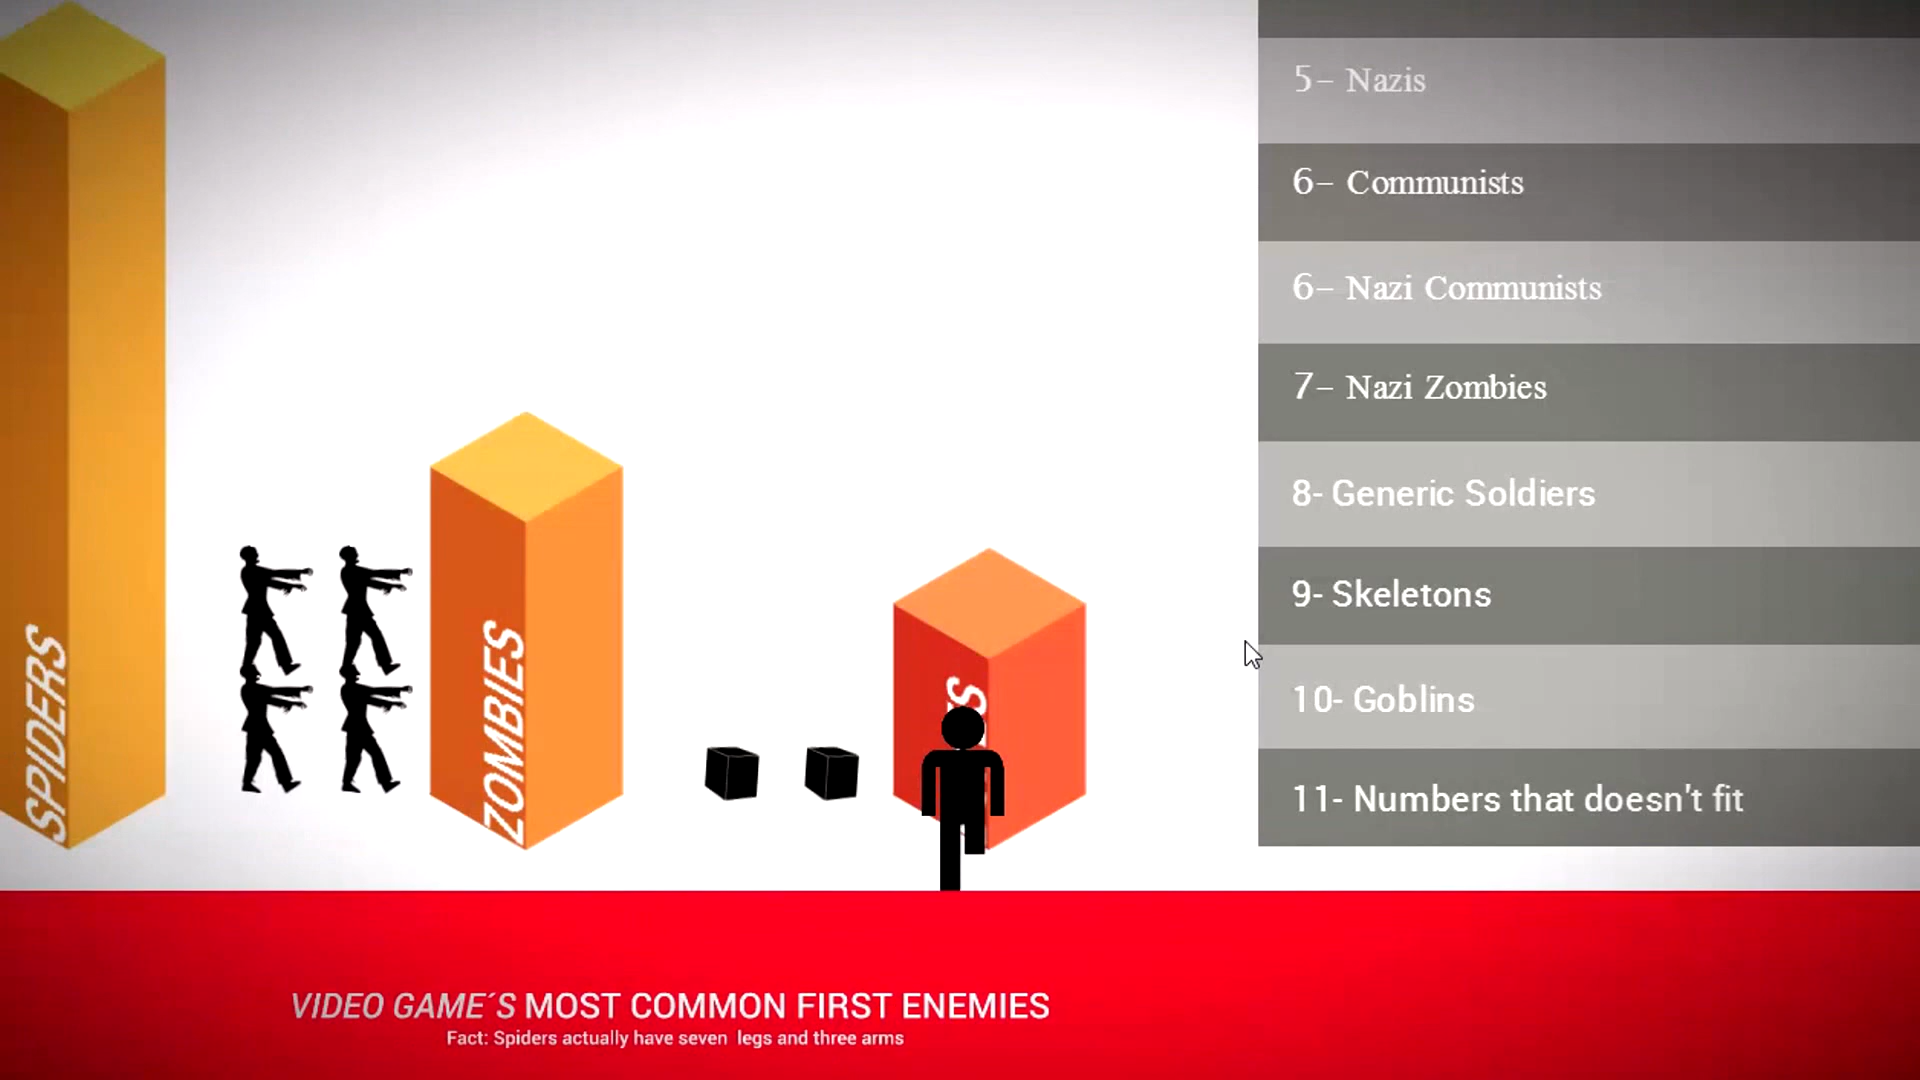 SPIDERS
ZOMBIES
5- Nazis
6- Communists
6- Nazi Communists
7- Nazi Zombies
8- Generic Soldiers
9- Skeletons
10- Goblins
11- Numbers that doesn't fit
VIDEO GAME´S MOST COMMON FIRST ENEMIES
Fact: Spiders actually have seven legs and three arms